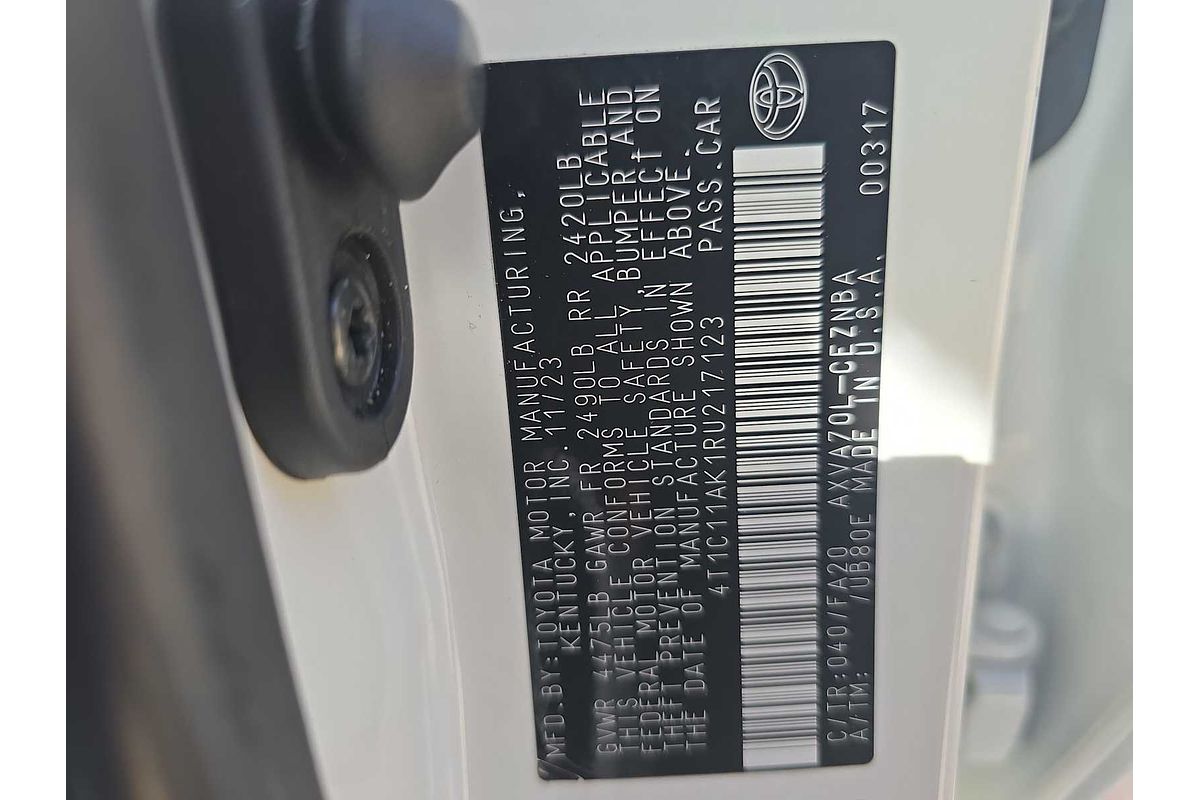 MFD.BY:TOYOTA MOTOR MANUFACTURING,
KENTUCKY, INC. 11/23
GVWR 4475LB GAWR FR 2490LB RR 2420LB
THIS VEHICLE CONFORMS TO ALL APPLICABLE
FEDERAL MOTOR VEHICLE SAFETY, BUMPER, AND
THEFT PREVENTION STANDARDS IN EFFECT ON
THE DATE OF MANUFACTURE SHOWN ABOVE.
4T1C11AK1RU217123 PASS.CAR
C/TR:040/FA20 AXVA70L-CEZNBA
A/TM: /UB80E MADE IN U.S.A. 00317